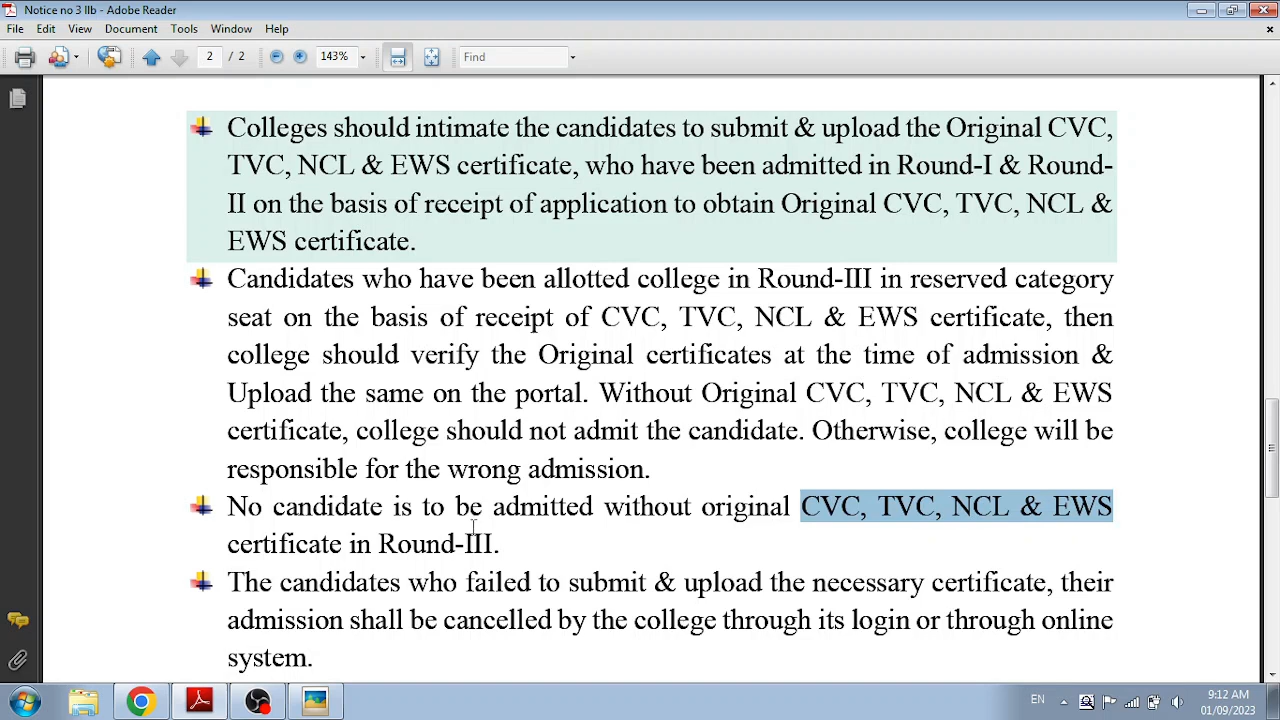 Notice no 3 llb - Adobe Reader
File Edit View Document Tools Window Help
2 / 2 143% Find
Colleges should intimate the candidates to submit & upload the Original CVC,
TVC, NCL & EWS certificate, who have been admitted in Round-I & Round-
II on the basis of receipt of application to obtain Original CVC, TVC, NCL &
EWS certificate.
Candidates who have been allotted college in Round-III in reserved category
seat on the basis of receipt of CVC, TVC, NCL & EWS certificate, then
college should verify the Original certificates at the time of admission &
Upload the same on the portal. Without Original CVC, TVC, NCL & EWS
certificate, college should not admit the candidate. Otherwise, college will be
responsible for the wrong admission.
No candidate is to be admitted without original CVC, TVC, NCL & EWS
certificate in Round-III.
The candidates who failed to submit & upload the necessary certificate, their
admission shall be cancelled by the college through its login or through online
system.
EN
9:12 AM
01/09/2023